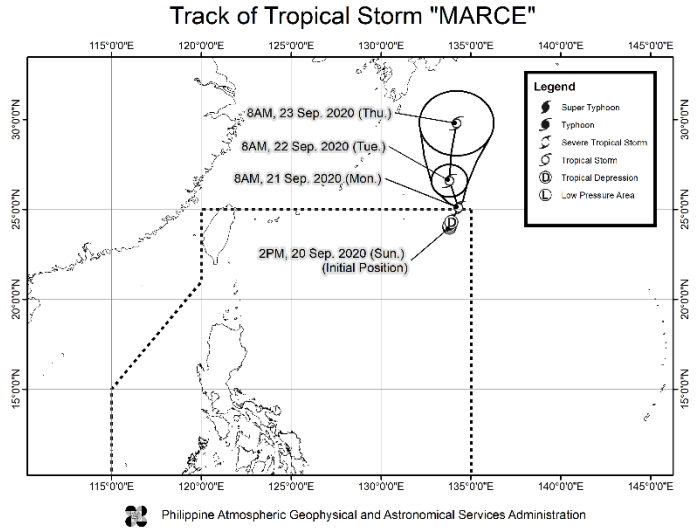 Track of Tropical Storm "MARCE"
115°0'0"E 120°0'0"E 125°0'0"E 130°0'0"E 135°0'0"E 140°0'0"E 145°0'0"E
30°0'0"N
25°0'0"N
20°0'0"N
15°0'0"N
8AM, 23 Sep. 2020 (Thu.)
8AM, 22 Sep. 2020 (Tue.)
8AM, 21 Sep. 2020 (Mon.)
D
2PM, 20 Sep. 2020 (Sun.)
(Initial Position)
Legend
Super Typhoon
Typhoon
Severe Tropical Storm
Tropical Storm
D Tropical Depression
L Low Pressure Area
30°0'0"N
25°0'0"N
20°0'0"N
15°0'0"N
115°0'0"E 120°0'0"E 125°0'0"E 130°0'0"E 135°0'0"E 140°0'0"E 145°0'0"E
Philippine Atmospheric Geophysical and Astronomical Services Administration